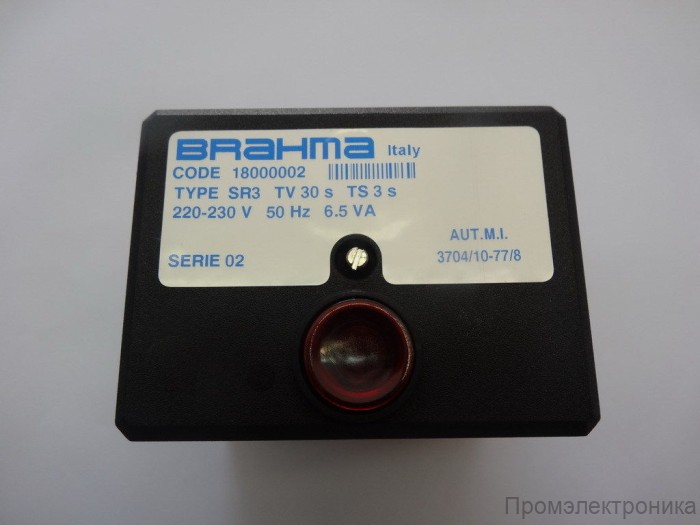 BRAHMA Italy
CODE 18000002
TYPE SR3 TV 30 s TS 3 s
220-230 V 50 Hz 6.5 VA
AUT.M.I.
SERIE 02 3704/10-77/8
Промэлектроника